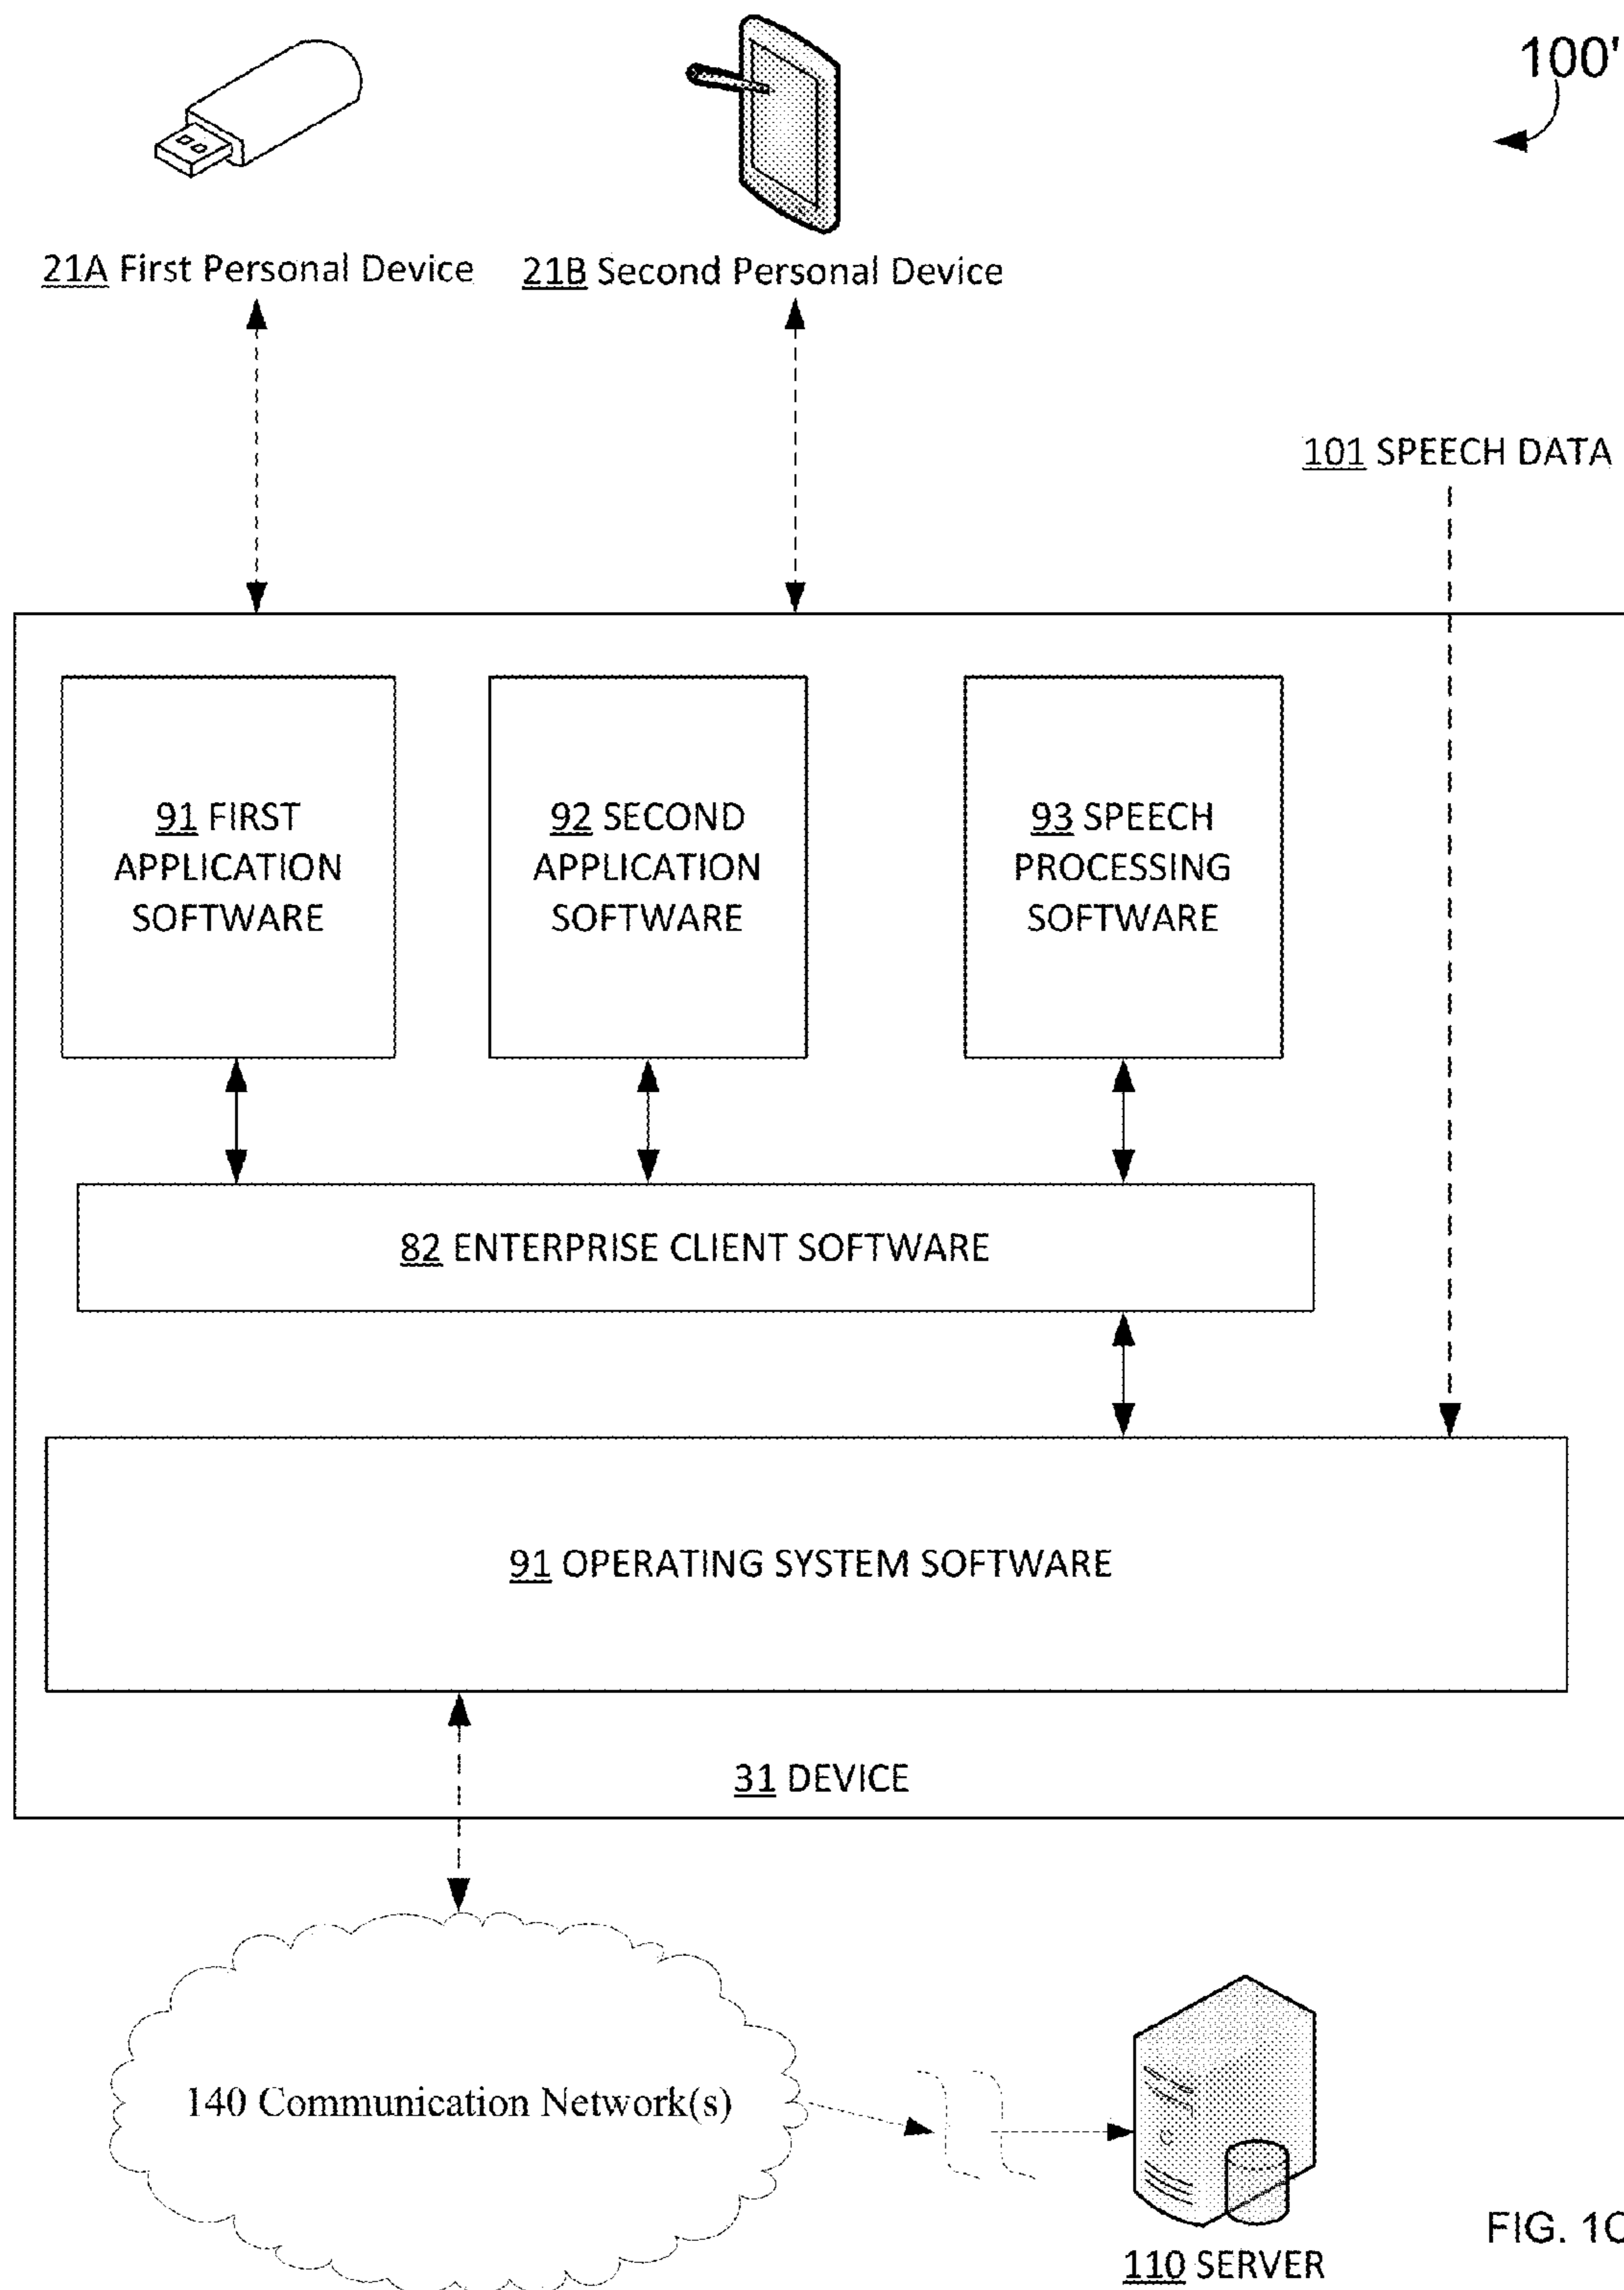 100'
21A First Personal Device
21B Second Personal Device
101 SPEECH DATA
91 FIRST
APPLICATION
SOFTWARE
92 SECOND
APPLICATION
SOFTWARE
93 SPEECH
PROCESSING
SOFTWARE
82 ENTERPRISE CLIENT SOFTWARE
91 OPERATING SYSTEM SOFTWARE
31 DEVICE
140 Communication Network(s)
110 SERVER
FIG.